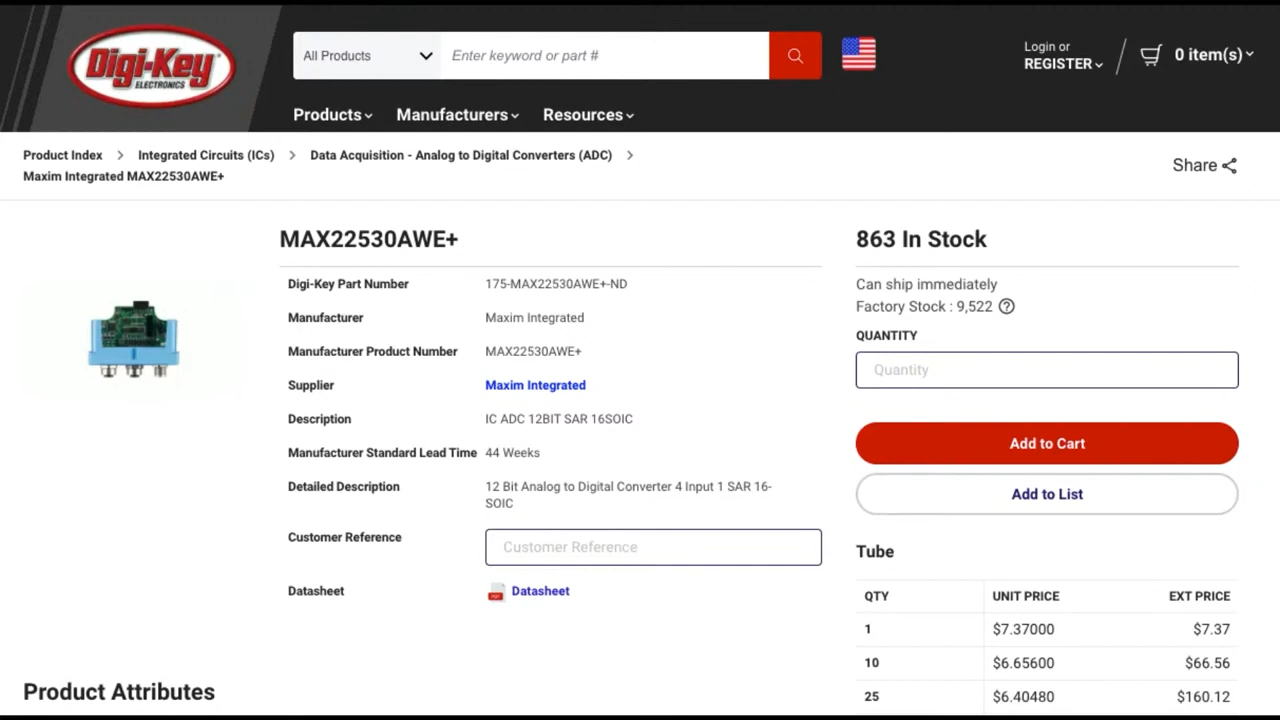 Digi-Key
ELECTRONICS
All Products
Enter keyword or part #
Login or
REGISTER
0 item(s)
Products
Manufacturers
Resources
Product Index > Integrated Circuits (ICs) > Data Acquisition - Analog to Digital Converters (ADC) >
Maxim Integrated MAX22530AWE+
Share
MAX22530AWE+
Digi-Key Part Number 175-MAX22530AWE+-ND
Manufacturer Maxim Integrated
Manufacturer Product Number MAX22530AWE+
Supplier Maxim Integrated
Description IC ADC 12BIT SAR 16SOIC
Manufacturer Standard Lead Time 44 Weeks
Detailed Description 12 Bit Analog to Digital Converter 4 Input 1 SAR 16-
SOIC
Customer Reference Customer Reference
Datasheet Datasheet
863 In Stock
Can ship immediately
Factory Stock : 9,522 ?
QUANTITY
Quantity
Add to Cart
Add to List
Tube
QTY UNIT PRICE EXT PRICE
1 $7.37000 $7.37
10 $6.65600 $66.56
25 $6.40480 $160.12
Product Attributes